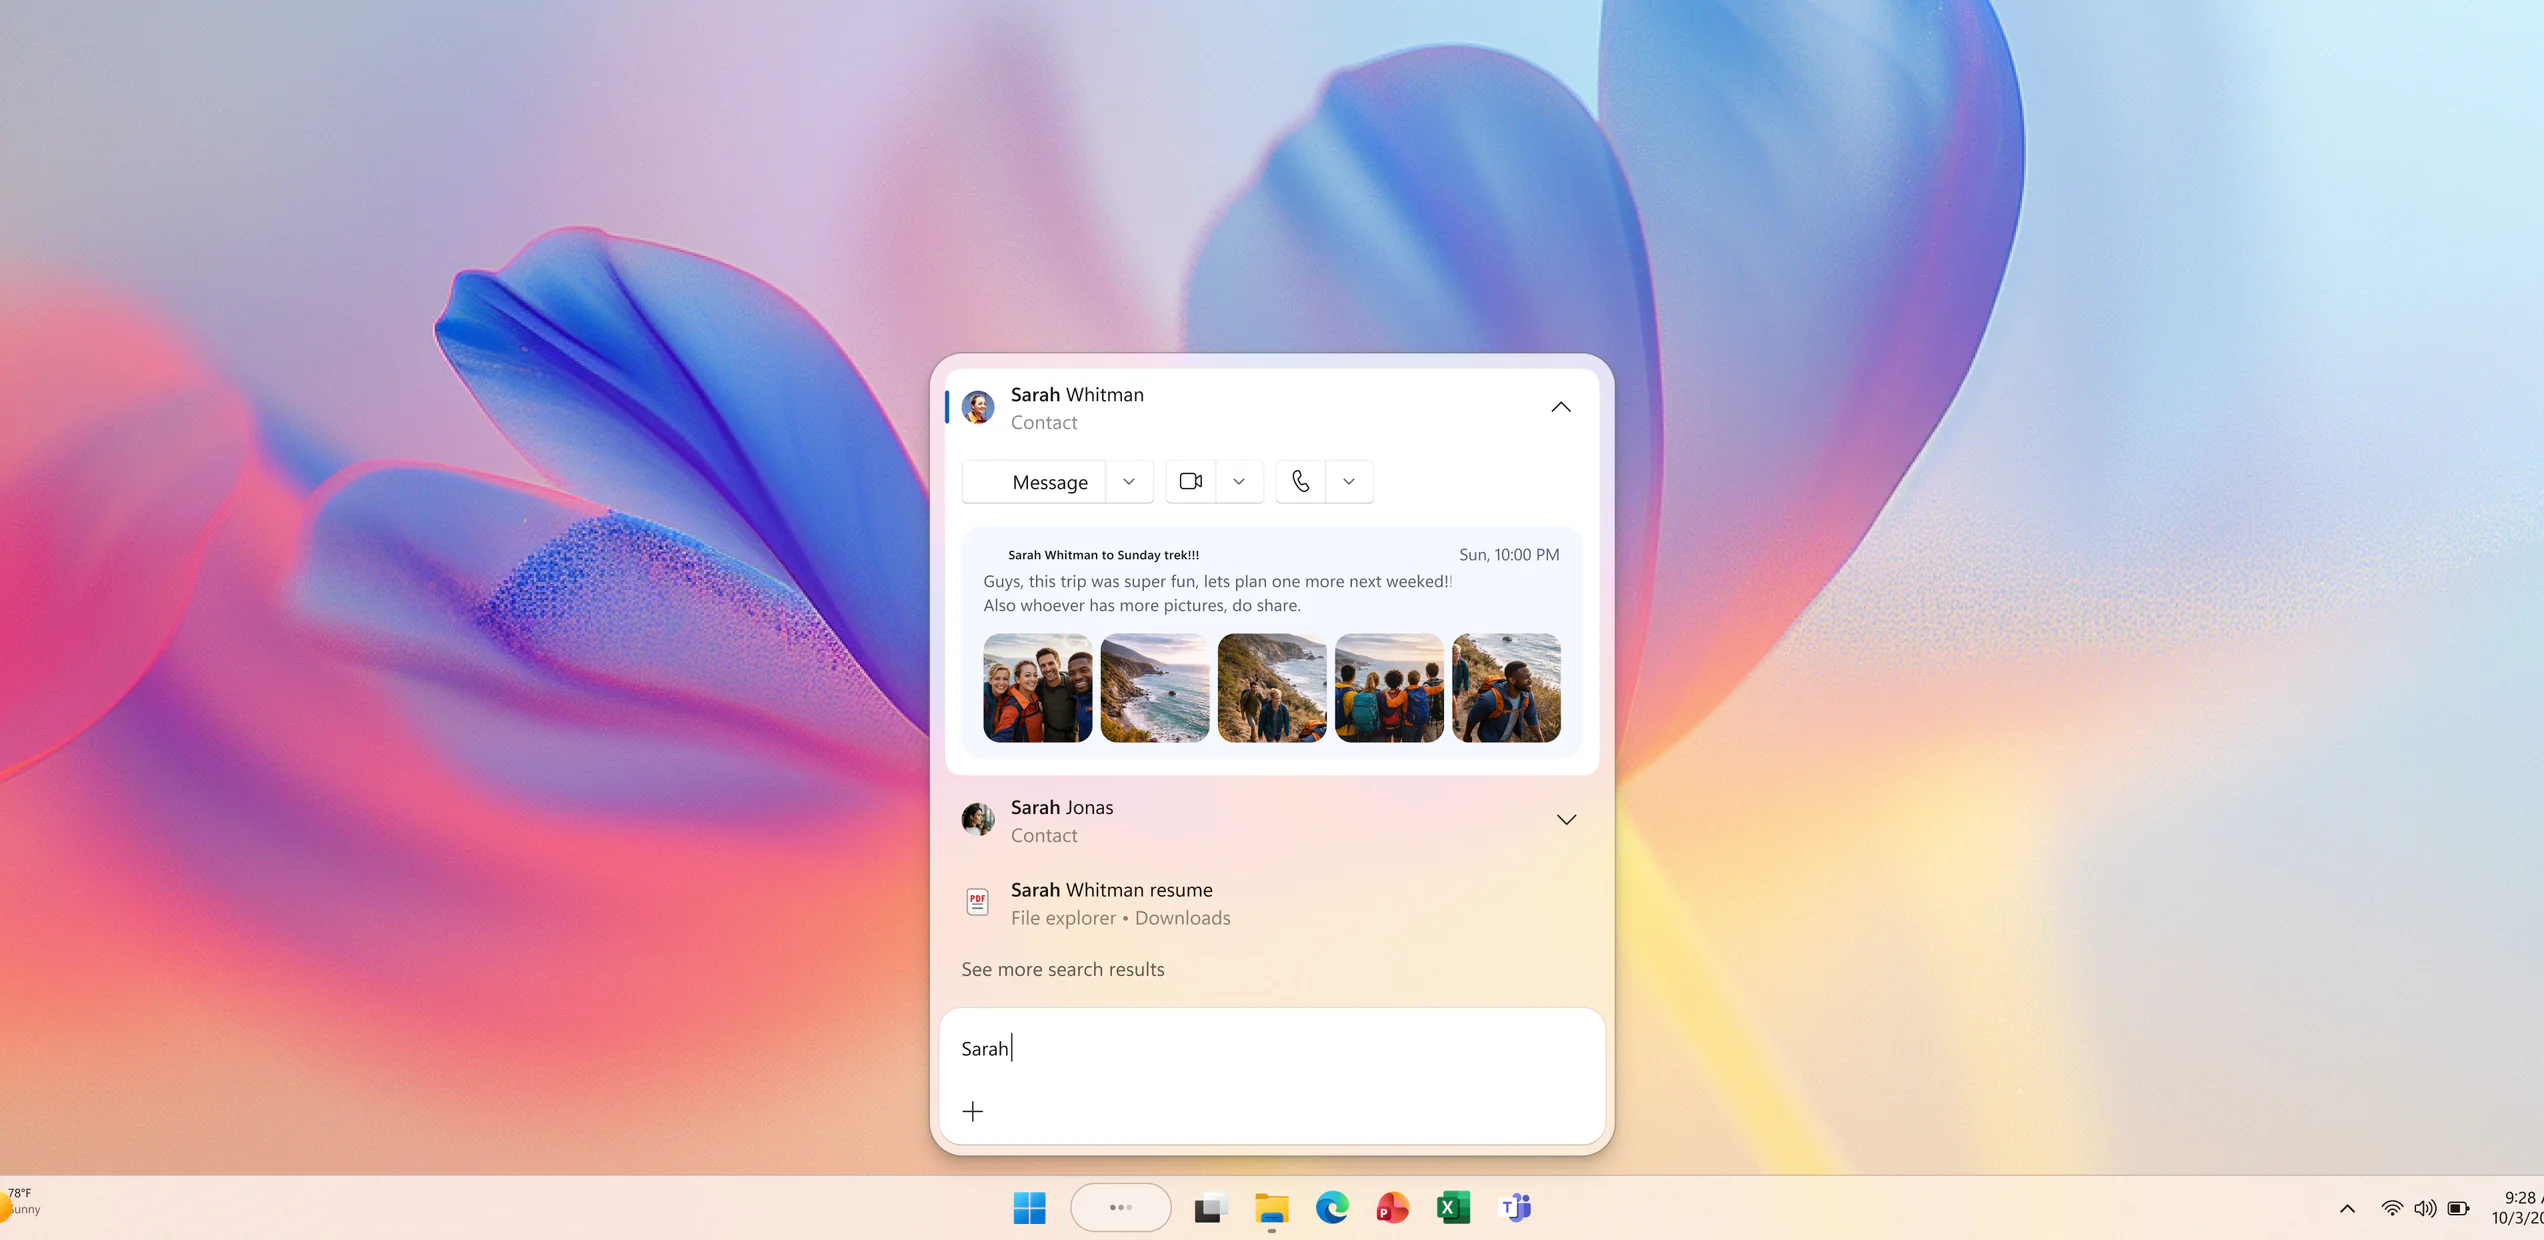 Sarah Whitman
Contact
Message
Sarah Whitman to Sunday trek!!!
Sun, 10:00 PM
Guys, this trip was super fun, lets plan one more next weeked!!
Also whoever has more pictures, do share.
Sarah Jonas
Contact
PDF
Sarah Whitman resume
File explorer • Downloads
See more search results
Sarah
78°F
unny
P
X
T
9:28
10/3/20